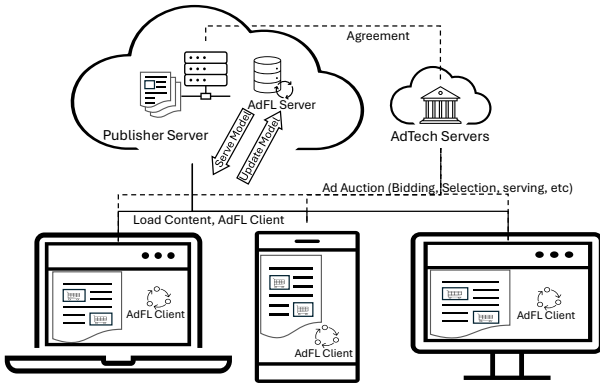 Agreement
AdFL Server
Publisher Server
AdTech Servers
Serve Model
Update Model
Ad Auction (Bidding, Selection, serving, etc)
Load Content, AdFL Client
AdFL Client
AdFL Client
AdFL Client